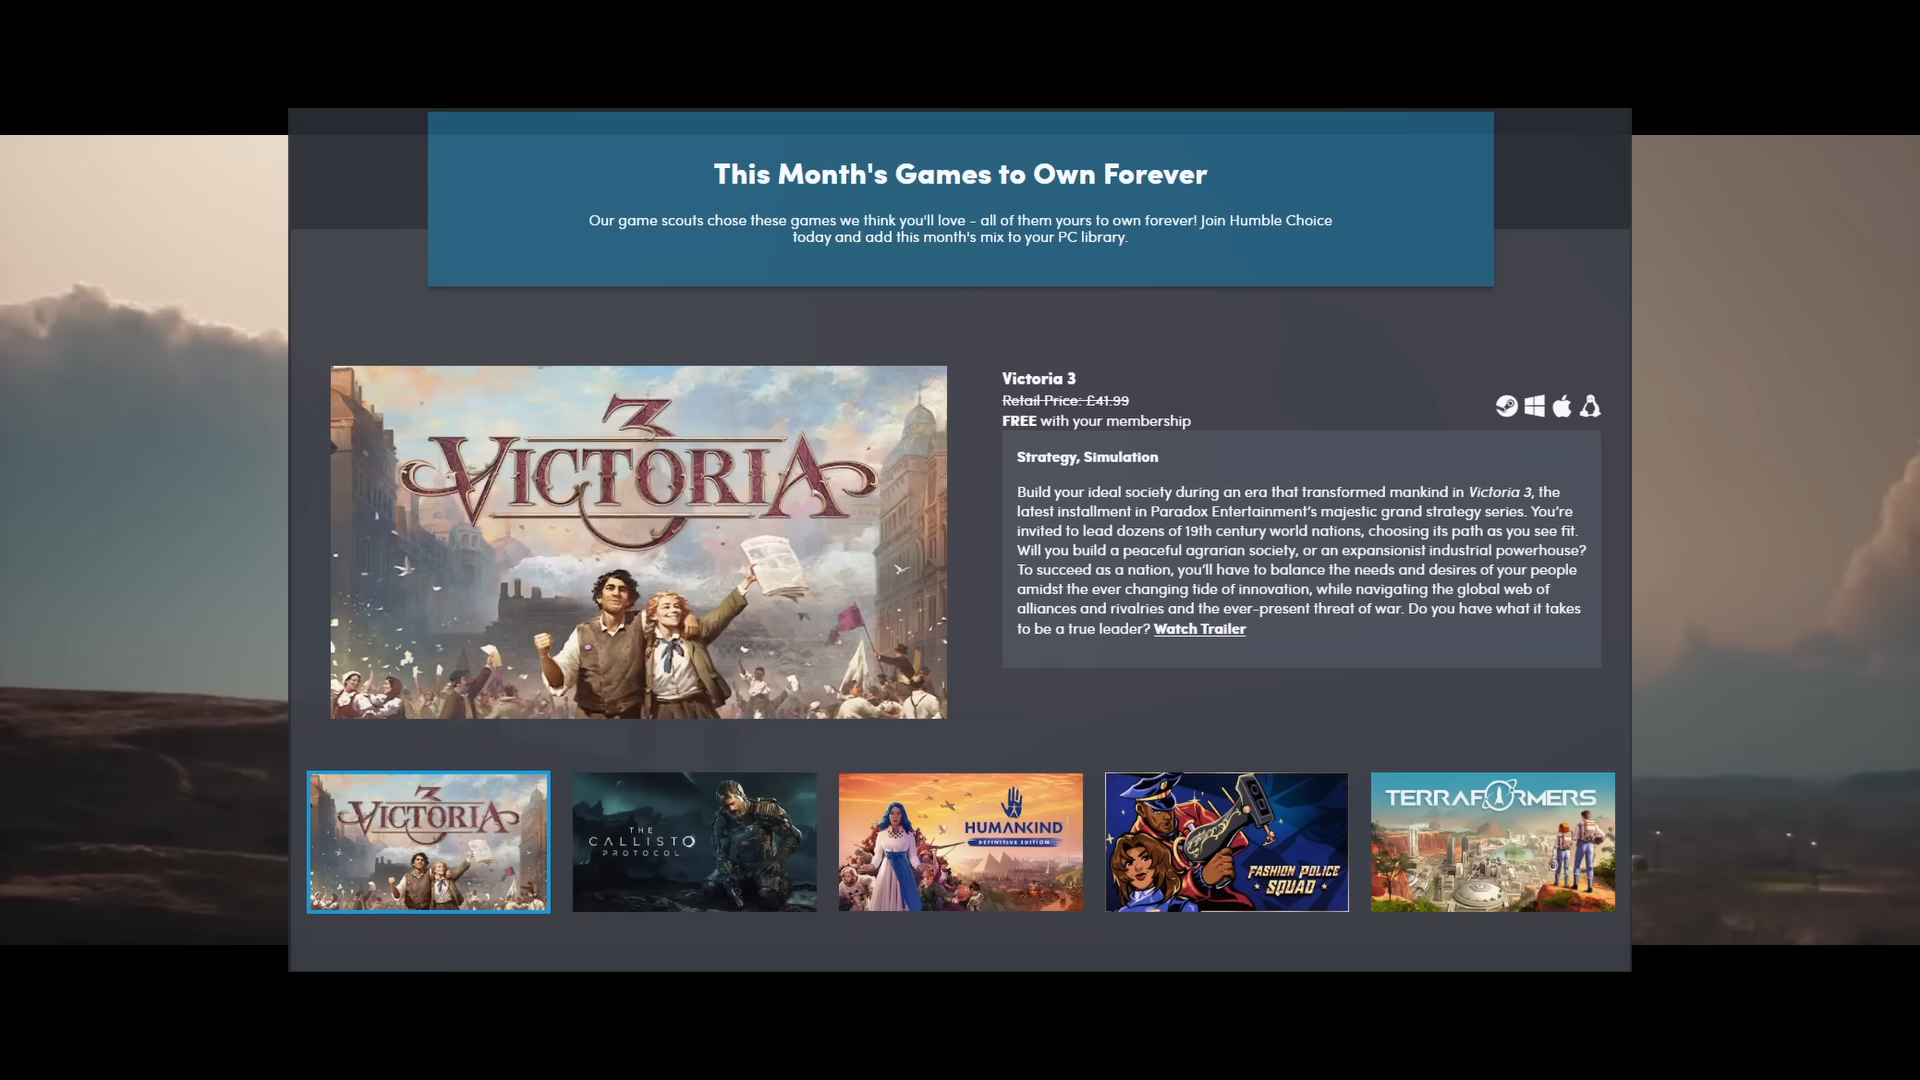 This Month's Games to Own Forever
Our game scouts chose these games we think you'll love - all of them yours to own forever! Join Humble Choice
today and add this month's mix to your PC library.
3
VICTORIA
Victoria 3
Retail Price: £41.99
FREE with your membership
Strategy, Simulation
Build your ideal society during an era that transformed mankind in Victoria 3, the
latest installment in Paradox Entertainment's majestic grand strategy series. You're
invited to lead dozens of 19th century world nations, choosing its path as you see fit.
Will you build a peaceful agrarian society, or an expansionist industrial powerhouse?
To succeed as a nation, you'll have to balance the needs and desires of your people
amidst the ever changing tide of innovation, while navigating the global web of
alliances and rivalries and the ever-present threat of war. Do you have what it takes
to be a true leader? Watch Trailer
3
VICTORIA
THE
CALLISTO
PROTOCOL
HUMANKIND
DEFINITIVE EDITION
FASHION POLICE
SQUAD
TERRAFORMERS